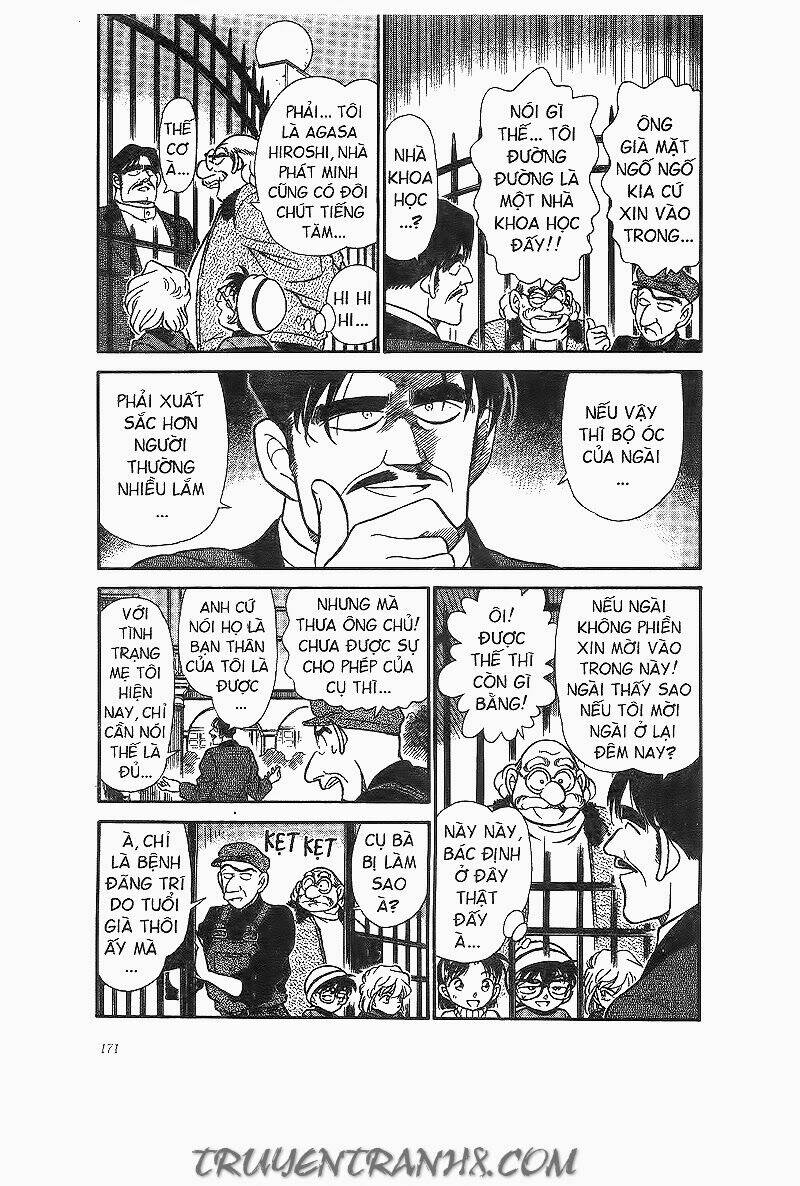 ÔNG
GIÀ MẶT
NGỐ NGỐ
KIA CỨ
XIN VÀO
TRONG...
NÓI GÌ
THẾ... TÔI
ĐƯỜNG
ĐƯỜNG LÀ
MỘT NHÀ
KHOA HỌC
ĐẤY!!
NHÀ
KHOA
HỌC
...?
PHẢI... TÔI
LÀ AGASA
HIROSHI, NHÀ
PHÁT MINH
CŨNG CÓ ĐÔI
CHÚT TIẾNG
TĂM...
THẾ
CƠ
À...
HI HI
HI...
NẾU VẬY
THÌ BỘ ÓC
CỦA NGÀI
...
PHẢI XUẤT
SẮC HƠN
NGƯỜI
THƯỜNG
NHIỀU LẮM
...
NẾU NGÀI
KHÔNG PHIỀN
XIN MỜI VÀO
TRONG NÀY!
NGÀI THẤY SAO
NẾU TÔI MỜI
NGÀI Ở LẠI
ĐÊM NAY?
ÔI!
ĐƯỢC
THẾ THÌ
CÒN GÌ
BẰNG!
NÀY NÀY,
BÁC ĐỊNH
Ở ĐÂY
THẬT
ĐẤY
À...
NHƯNG MÀ
THƯA ÔNG CHỦ!
CHƯA ĐƯỢC SỰ
CHO PHÉP CỦA
CỤ THÌ...
ANH CỨ
NÓI HỌ LÀ
BẠN THÂN
CỦA TÔI LÀ
ĐƯỢC
...
VỚI
TÌNH
TRẠNG
MẸ TÔI
HIỆN
NAY, CHỈ
CẦN NÓI
THẾ LÀ
ĐỦ...
CỤ BÀ
BỊ LÀM
SAO
À?
KẸT KẸT
À, CHỈ
LÀ BỆNH
ĐÃNG TRÍ
DO TUỔI
GIÀ THÔI
ẤY MÀ
...
171
TRUYENTRANH8.COM